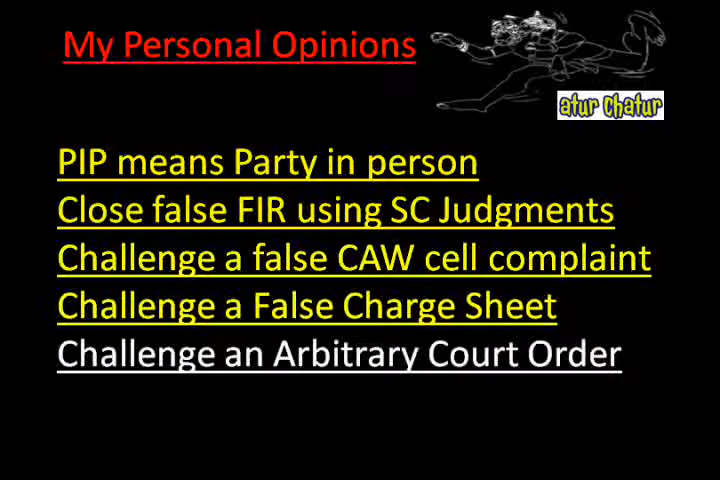 My Personal Opinions
atur chatur
PIP means Party in person
Close false FIR using SC Judgments
Challenge a false CAW cell complaint
Challenge a False Charge Sheet
Challenge an Arbitrary Court Order